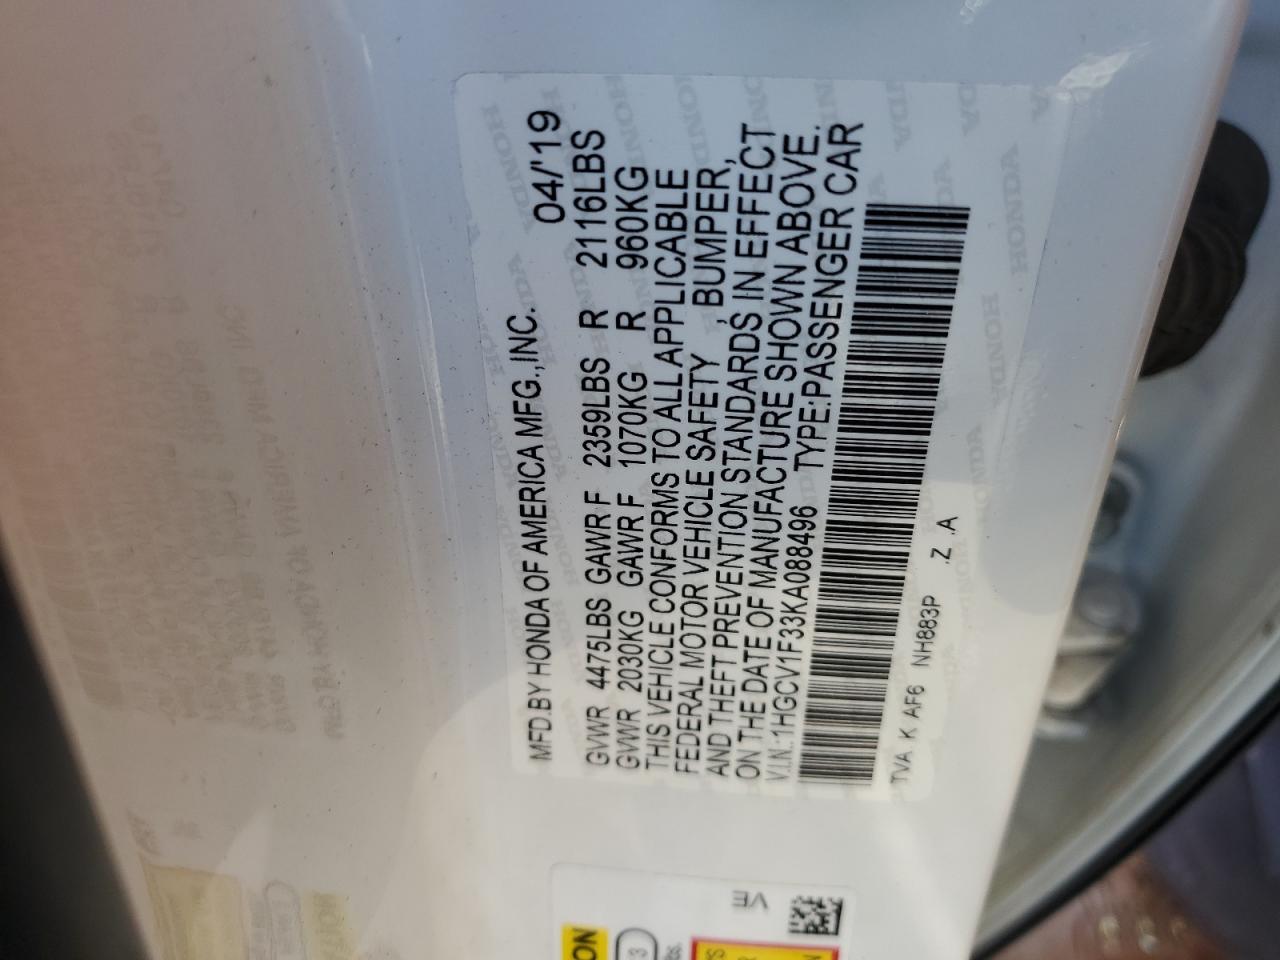 MFD.BY HONDA OF AMERICA MFG.,INC. 04/'19
GVWR 4475LBS GAWR F 2359LBS R 2116LBS
GVWR 2030KG GAWR F 1070KG R 960KG
THIS VEHICLE CONFORMS TO ALL APPLICABLE
FEDERAL MOTOR VEHICLE SAFETY , BUMPER,
AND THEFT PREVENTION STANDARDS IN EFFECT
ON THE DATE OF MANUFACTURE SHOWN ABOVE.
V.I.N.:1HGCV1F33KA088496 TYPE:PASSENGER CAR
TVA K AF6 NH883P .Z .A
VE
3